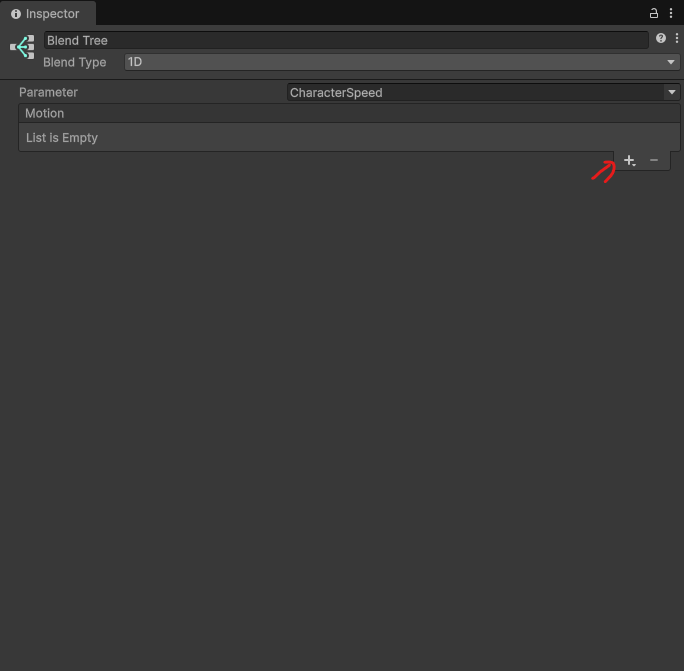 Inspector
Blend Tree
Blend Type 1D
Parameter CharacterSpeed
Motion
List is Empty